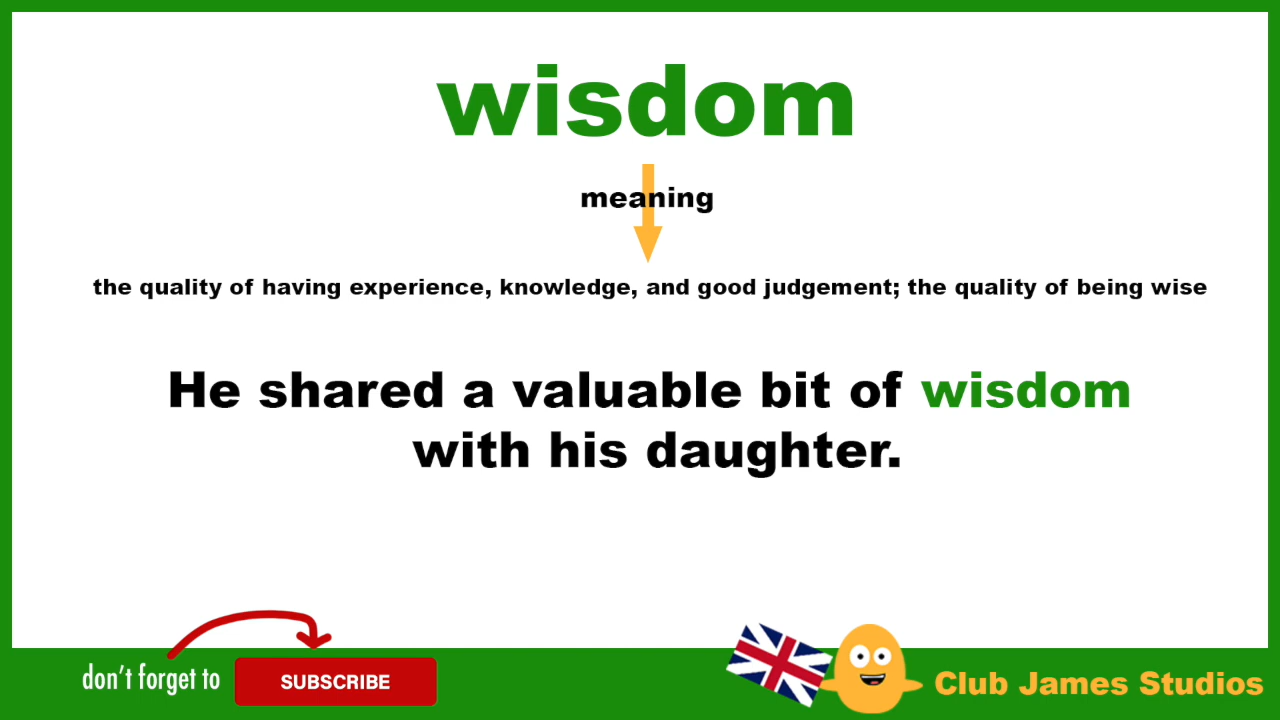 wisdom
meaning
the quality of having experience, knowledge, and good judgement; the quality of being wise
He shared a valuable bit of wisdom
with his daughter.
don't forget to SUBSCRIBE
Club James Studios